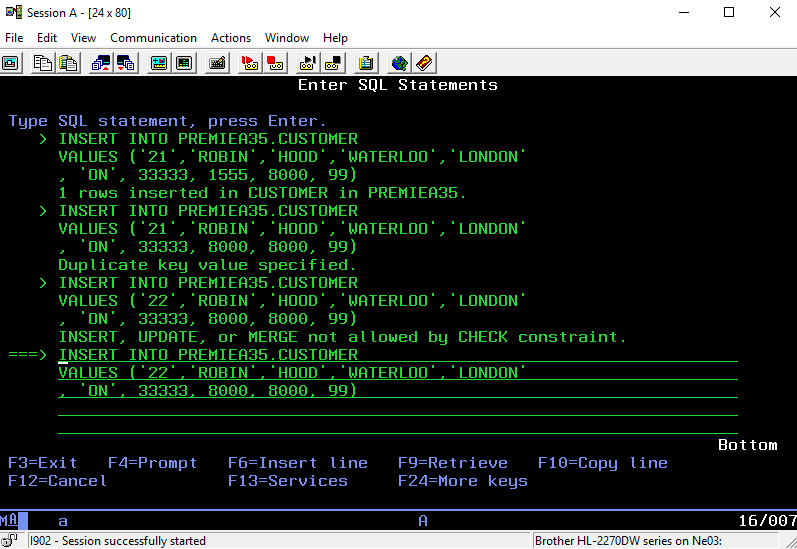 Session A - [24 x 80]
File Edit View Communication Actions Window Help
Enter SQL Statements
Type SQL statement, press Enter.
> INSERT INTO PREMIEA35.CUSTOMER
VALUES ('21','ROBIN','HOOD','WATERLOO','LONDON'
, 'ON', 33333, 1555, 8000, 99)
1 rows inserted in CUSTOMER in PREMIEA35.
> INSERT INTO PREMIEA35.CUSTOMER
VALUES ('21','ROBIN','HOOD','WATERLOO','LONDON'
, 'ON', 33333, 8000, 8000, 99)
Duplicate key value specified.
> INSERT INTO PREMIEA35.CUSTOMER
VALUES ('22','ROBIN','HOOD','WATERLOO','LONDON'
, 'ON', 33333, 8000, 8000, 99)
INSERT, UPDATE, or MERGE not allowed by CHECK constraint.
===> INSERT INTO PREMIEA35.CUSTOMER
VALUES ('22','ROBIN','HOOD','WATERLOO','LONDON'
, 'ON', 33333, 8000, 8000, 99)
Bottom
F3=Exit F4=Prompt F6=Insert line F9=Retrieve F10=Copy line
F12=Cancel F13=Services F24=More keys
MA a A 16/007
I902 - Session successfully started Brother HL-2270DW series on Ne03: